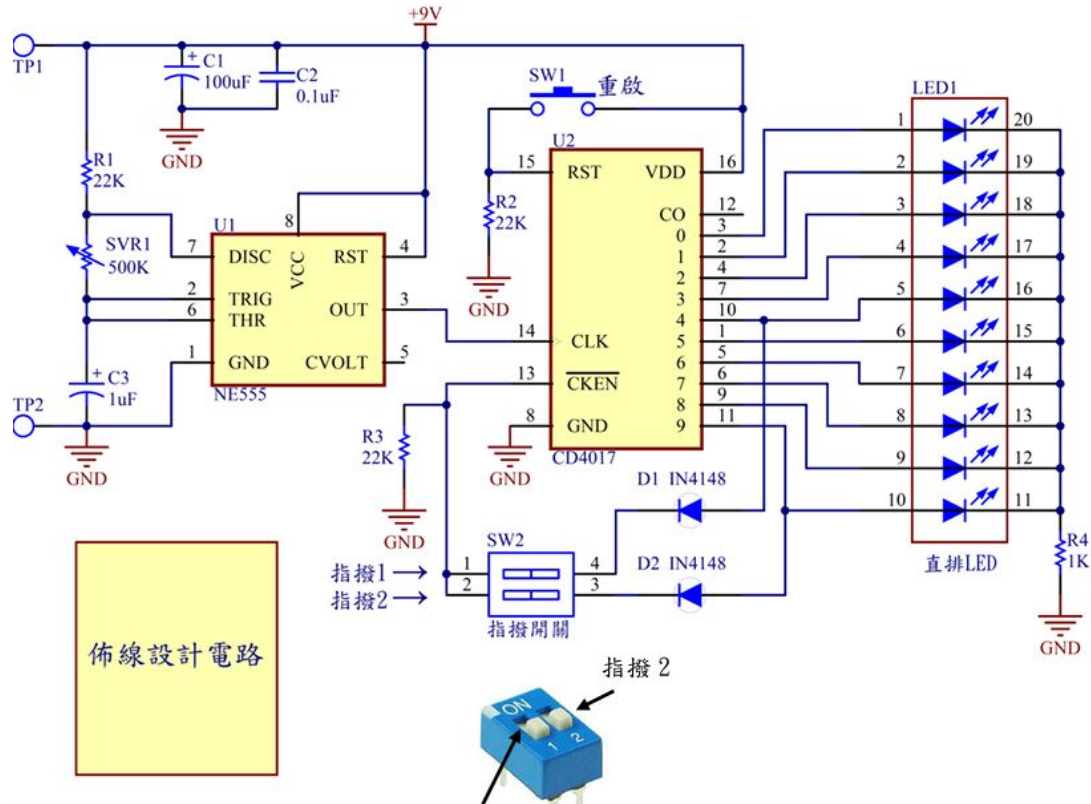 +9V
TP1
C1
100uF
C2
0.1uF
GND
R1
22K
SVR1
500K
U1
8
7
DISC
VCC
RST
4
2
TRIG
6
THR
OUT
3
1
GND
CVOLT
5
NE555
C3
1uF
TP2
GND
SW1
重啟
U2
15
RST
VDD
16
R2
22K
GND
CO
12
0
3
1
2
2
4
3
7
4
10
5
1
6
5
7
6
8
9
9
11
14
CLK
13
CKEN
8
GND
GND
CD4017
R3
22K
GND
D1 IN4148
D2 IN4148
SW2
1
4
2
3
指撥1
指撥2
指撥開關
LED1
1
20
2
19
3
18
4
17
5
16
6
15
7
14
8
13
9
12
10
11
直排LED
R4
1K
GND
佈線設計電路
指撥 2
ON
1 2